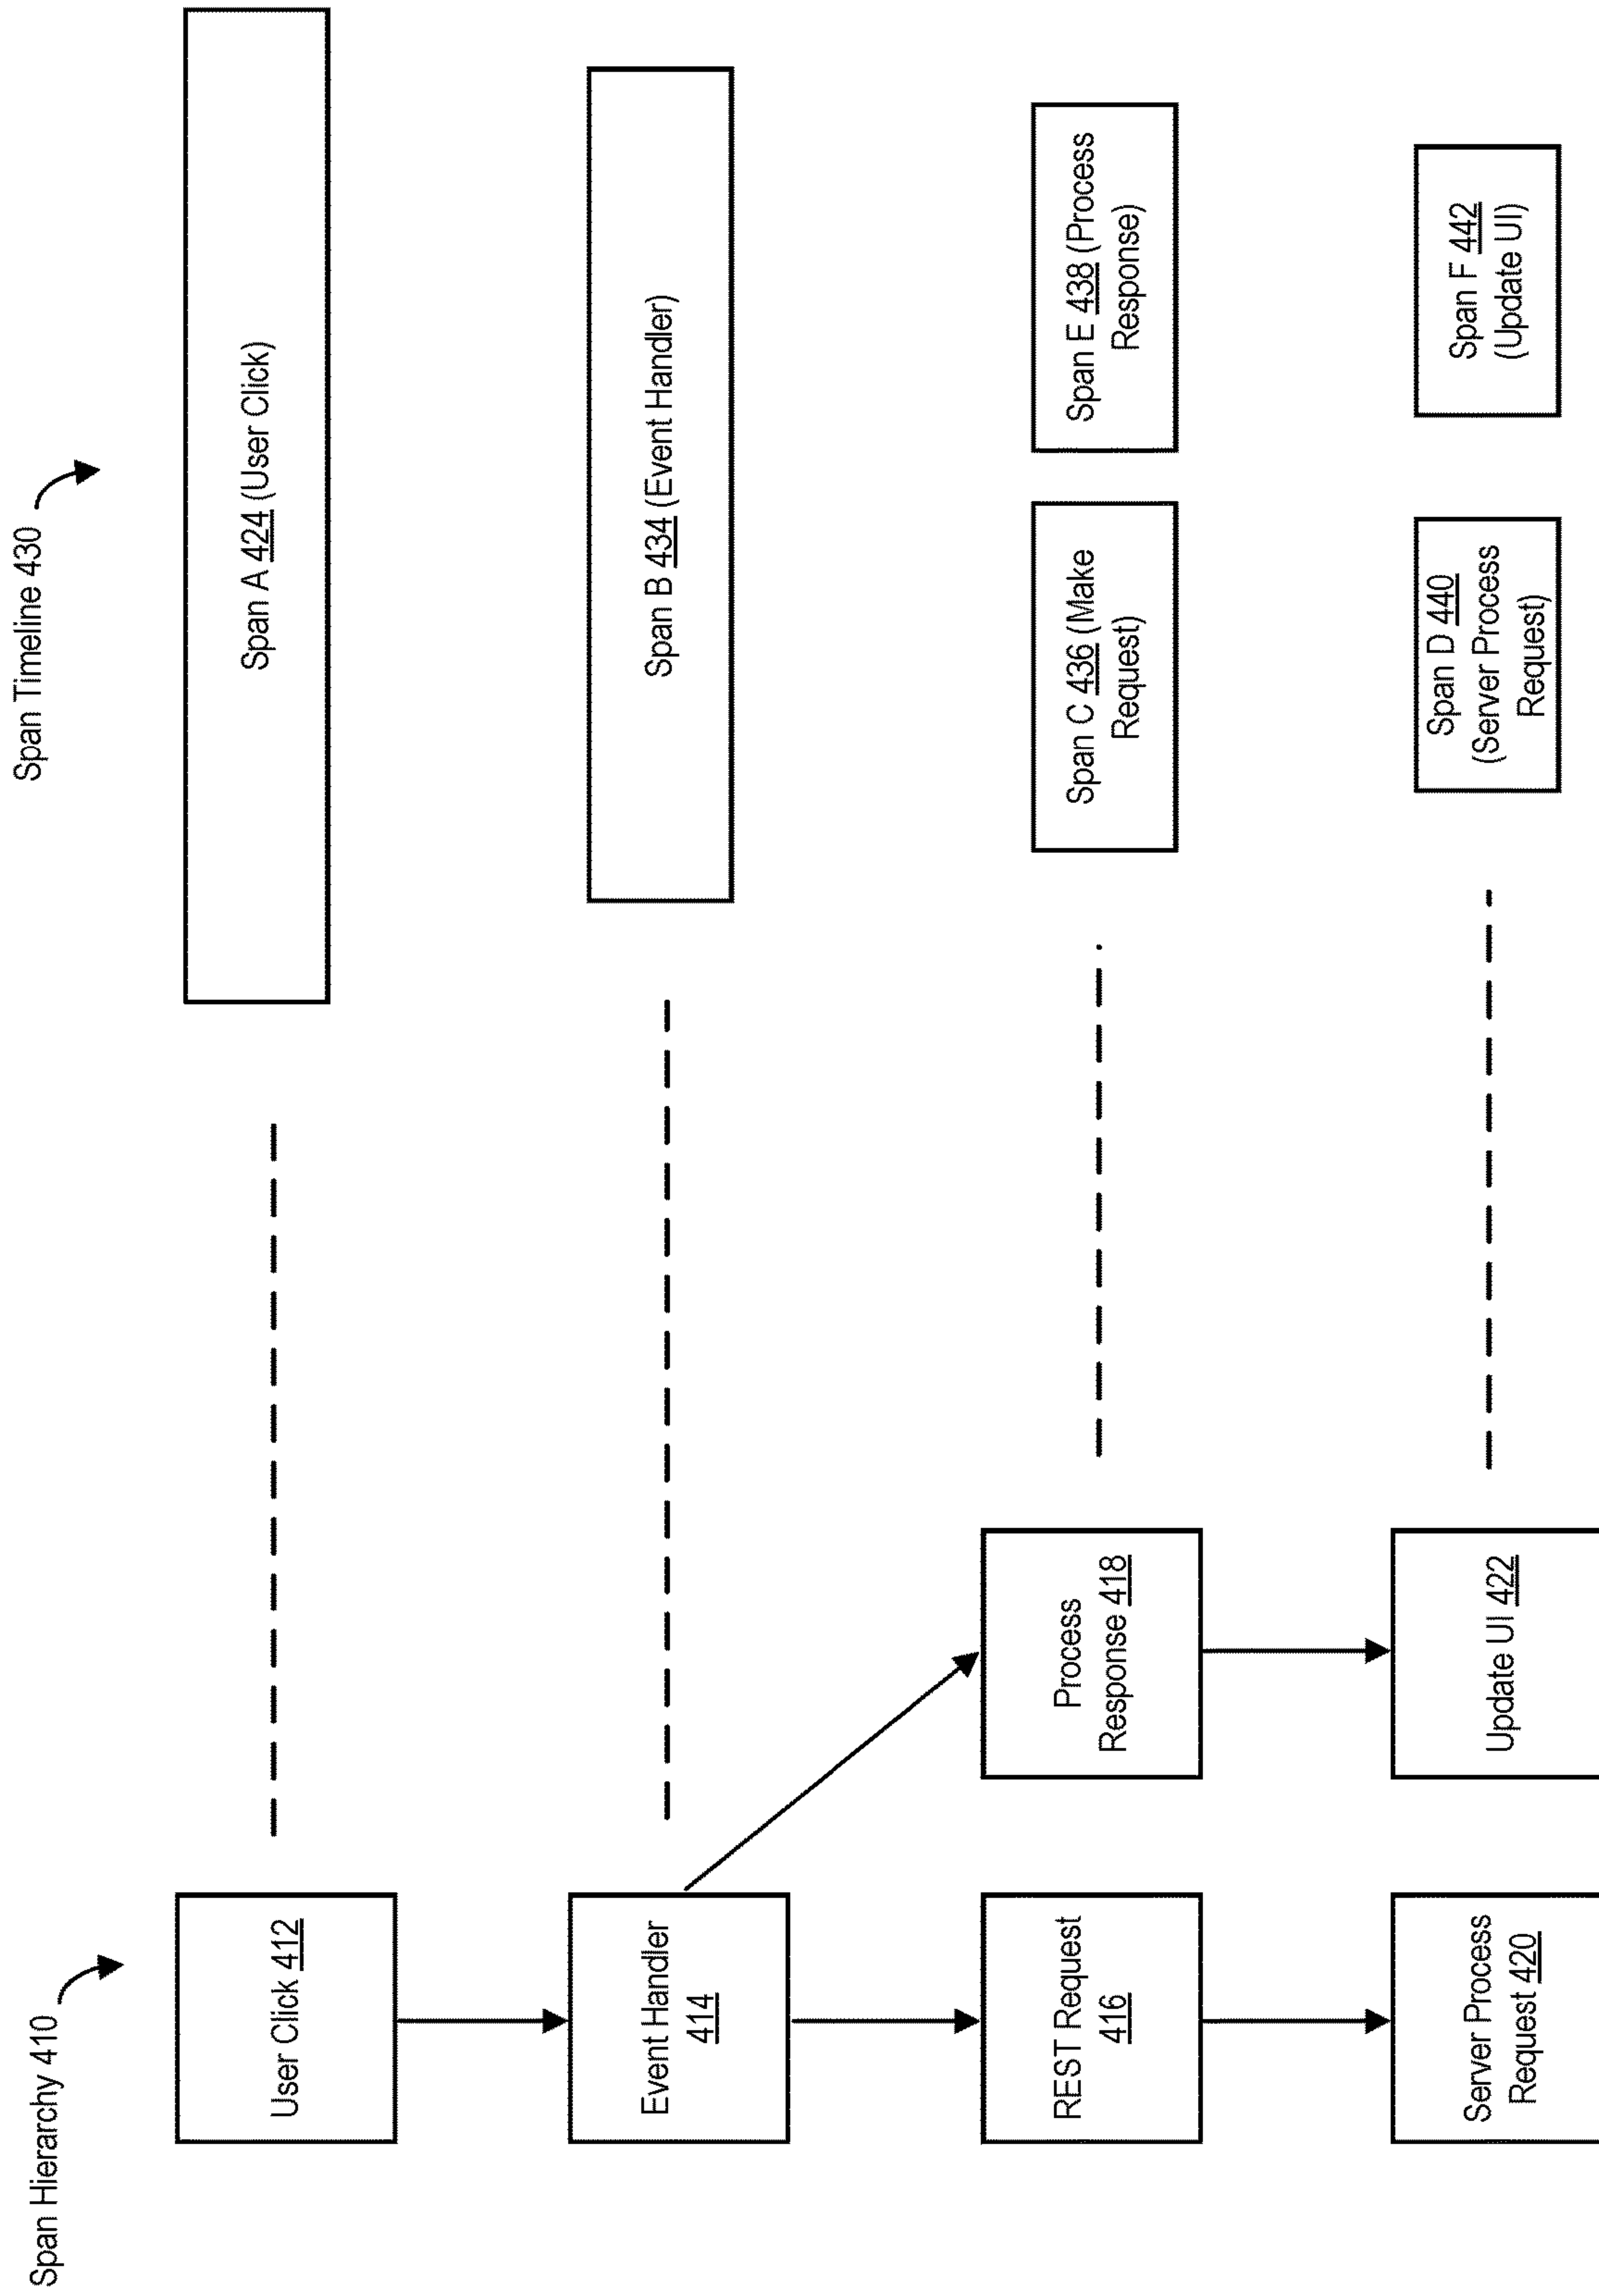 Span Hierarchy 410
Span Timeline 430
User Click 412
Span A 424 (User Click)
Event Handler
414
Span B 434 (Event Handler)
REST Request
416
Process
Response 418
Span C 436 (Make
Request)
Span E 438 (Process
Response)
Server Process
Request 420
Update UI 422
Span D 440
(Server Process
Request)
Span F 442
(Update UI)